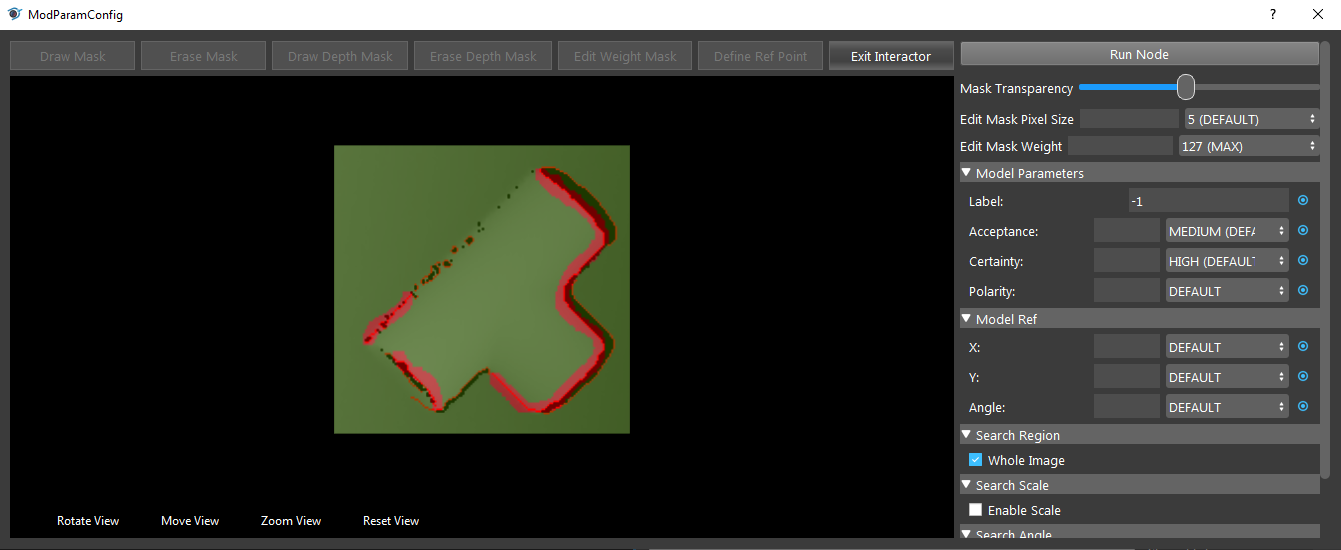 ModParamConfig
?
Draw Mask Erase Mask Draw Depth Mask Erase Depth Mask Edit Weight Mask Define Ref Point Exit Interactor
Run Node
Mask Transparency
Edit Mask Pixel Size 5 (DEFAULT)
Edit Mask Weight 127 (MAX)
Model Parameters
Label: -1
Acceptance: MEDIUM (DEFA
Certainty: HIGH (DEFAULT
Polarity: DEFAULT
Model Ref
X: DEFAULT
Y: DEFAULT
Angle: DEFAULT
Search Region
Whole Image
Search Scale
Enable Scale
Search Angle
Rotate View Move View Zoom View Reset View